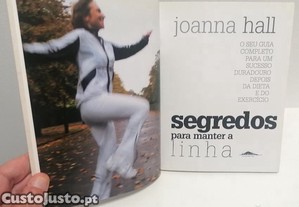 joanna hall
O SEU GUIA
COMPLETO
PARA UM
SUCESSO
DURADOURO
DEPOIS
DA DIETA
E DO
EXERCÍCIO
segredos
para manter a
linha
CustoJusto.pt